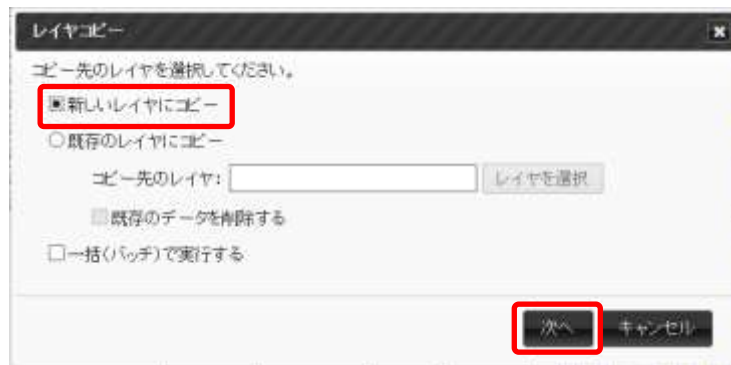 レイヤコピー
コピー先のレイヤを選択してください。
新しいレイヤにコピー
既存のレイヤにコピー
コピー先のレイヤ: レイヤを選択
既存のデータを削除する
一括(バッチ)で実行する
次へ キャンセル